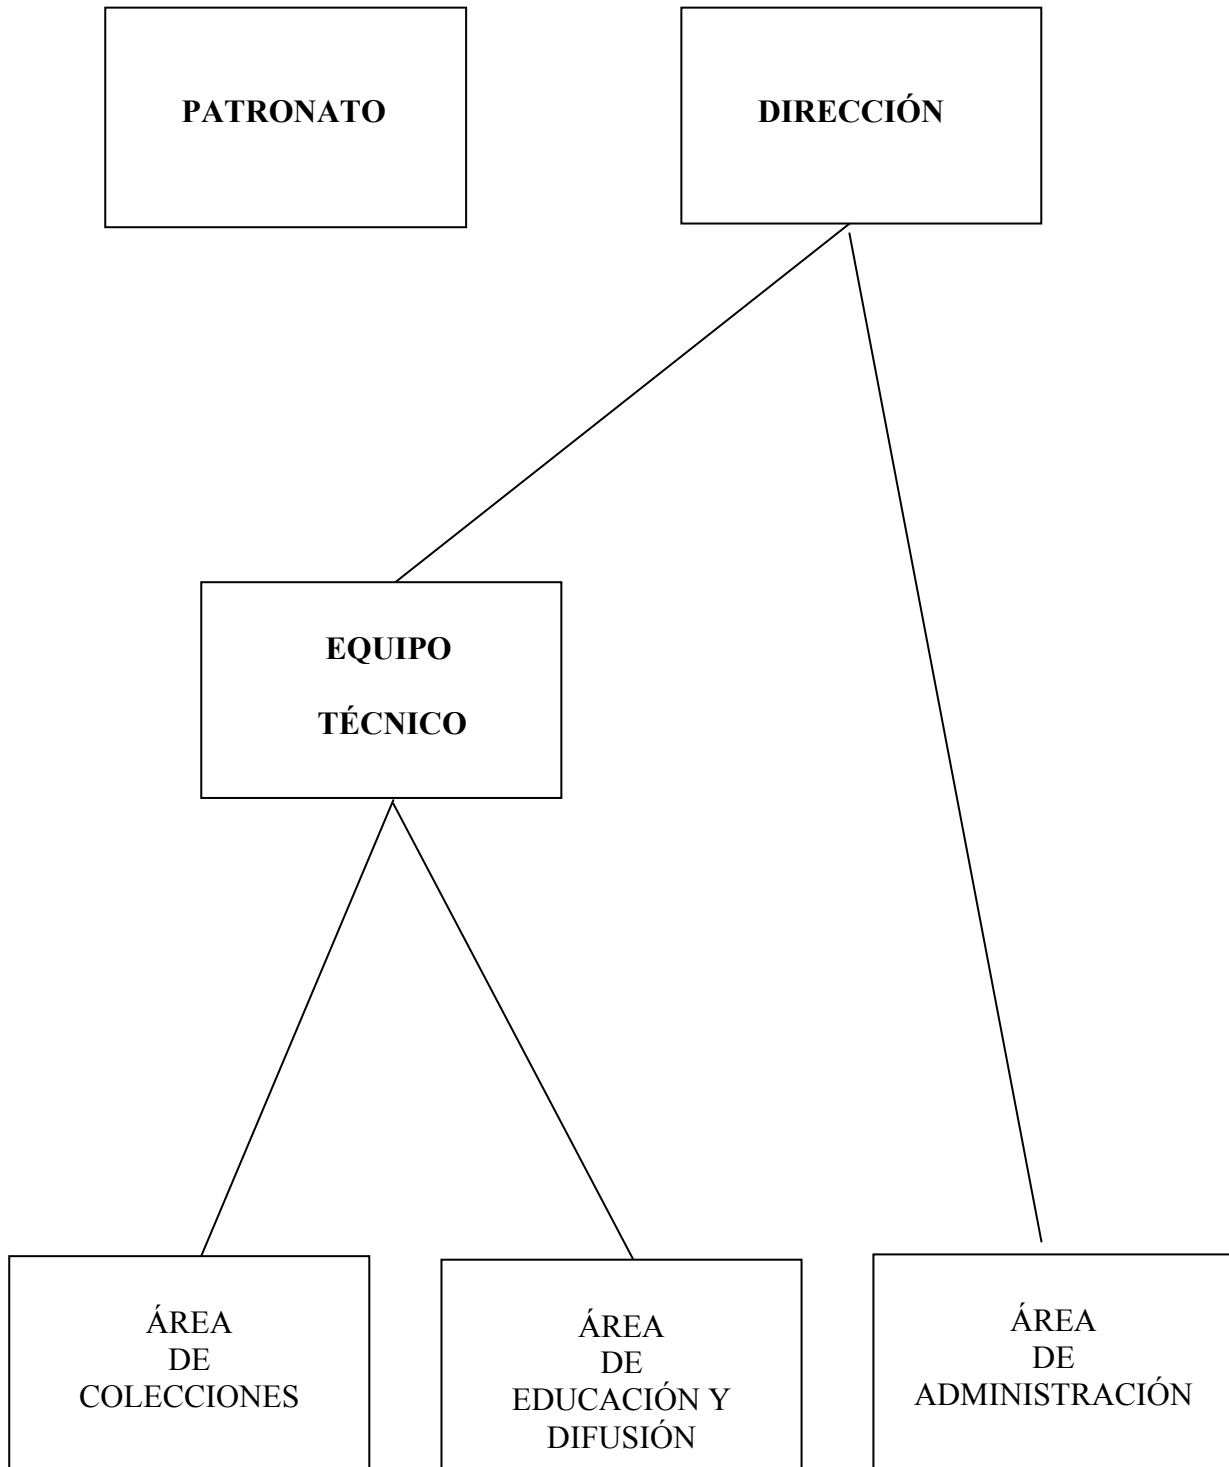 PATRONATO
DIRECCIÓN
EQUIPO
TÉCNICO
ÁREA
DE
COLECCIONES
ÁREA
DE
EDUCACIÓN Y
DIFUSIÓN
ÁREA
DE
ADMINISTRACIÓN